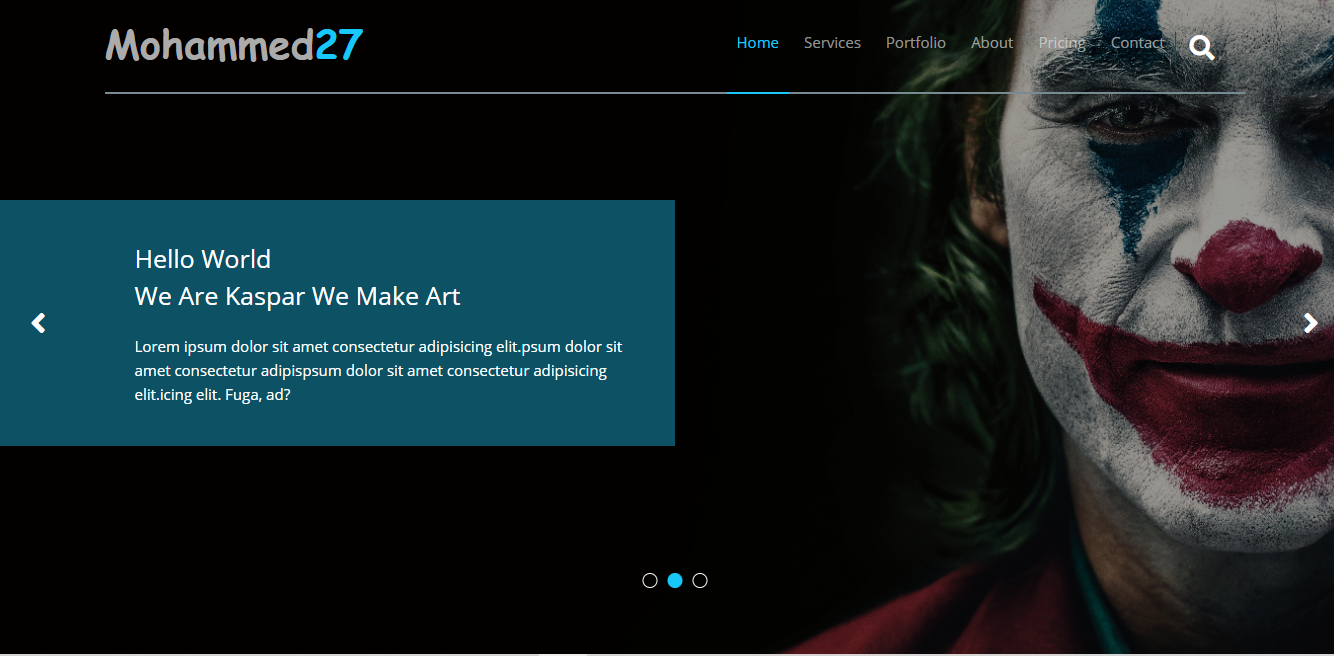 Mohammed27
Home Services Portfolio About Pricing Contact
Hello World
We Are Kaspar We Make Art
Lorem ipsum dolor sit amet consectetur adipisicing elit.psum dolor sit
amet consectetur adipispsum dolor sit amet consectetur adipisicing
elit.icing elit. Fuga, ad?